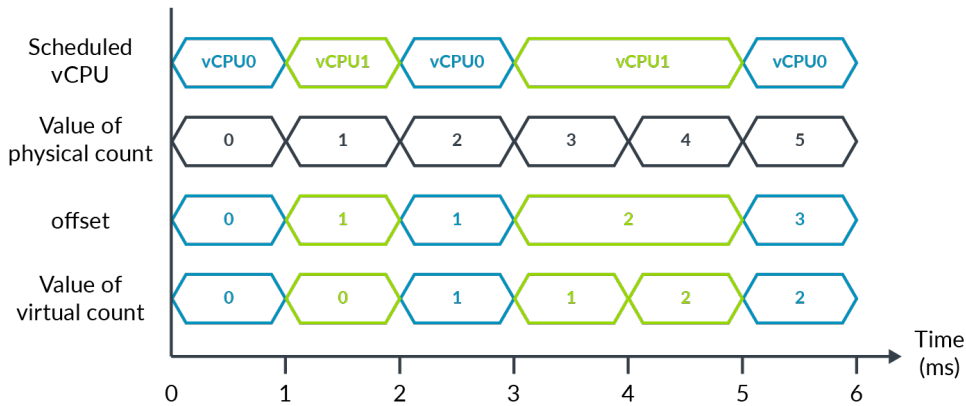 Scheduled
vCPU
vCPU0 vCPU1 vCPU0 vCPU1 vCPU0
Value of
physical count
0 1 2 3 4 5
offset
0 1 1 2 3
Value of
virtual count
0 0 1 1 2 2
Time
(ms)
0 1 2 3 4 5 6